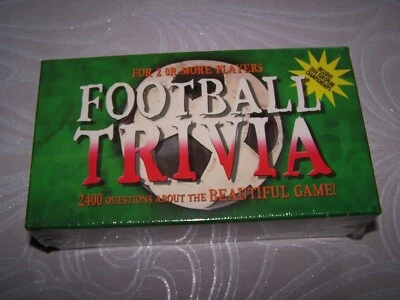 FOR 2 OR MORE PLAYERS
FOOTBALL
TRIVIA
2400 QUESTIONS ABOUT THE BEAUTIFUL GAME!